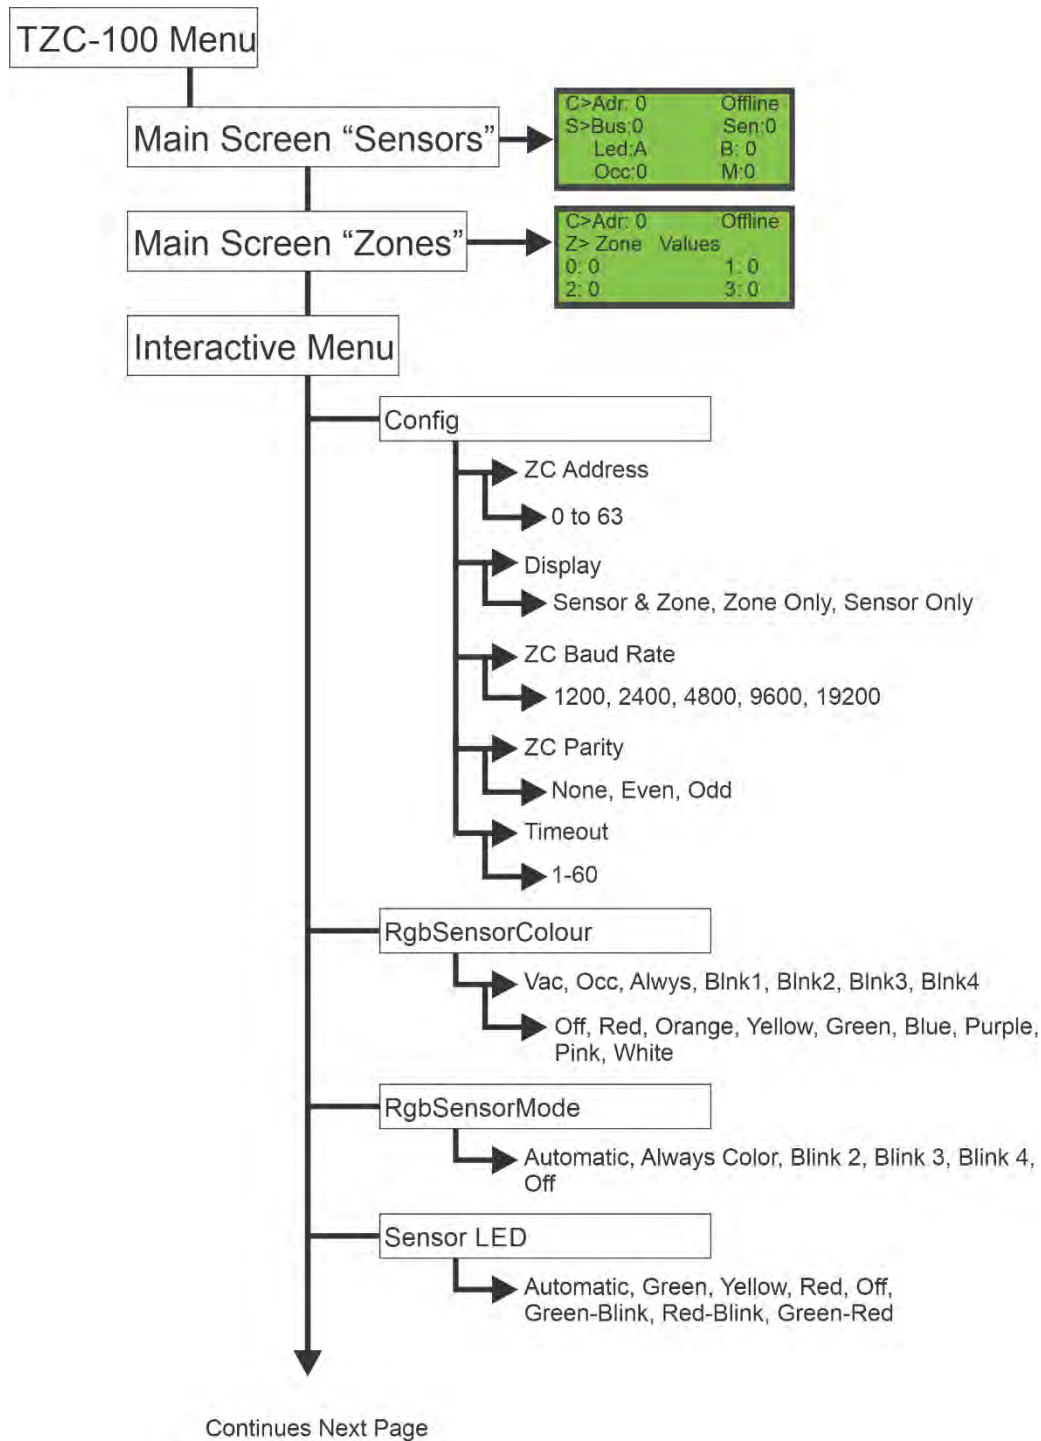 TZC-100 Menu
Main Screen “Sensors”
C>Adr: 0 Offline
S>Bus:0 Sen:0
Led:A B: 0
Occ:0 M:0
Main Screen “Zones”
C>Adr: 0 Offline
Z> Zone Values
0: 0 1: 0
2: 0 3: 0
Interactive Menu
Config
ZC Address
0 to 63
Display
Sensor & Zone, Zone Only, Sensor Only
ZC Baud Rate
1200, 2400, 4800, 9600, 19200
ZC Parity
None, Even, Odd
Timeout
1-60
RgbSensorColour
Vac, Occ, Alwys, Blnk1, Blnk2, Blnk3, Blnk4
Off, Red, Orange, Yellow, Green, Blue, Purple,
Pink, White
RgbSensorMode
Automatic, Always Color, Blink 2, Blink 3, Blink 4,
Off
Sensor LED
Automatic, Green, Yellow, Red, Off,
Green-Blink, Red-Blink, Green-Red
Continues Next Page